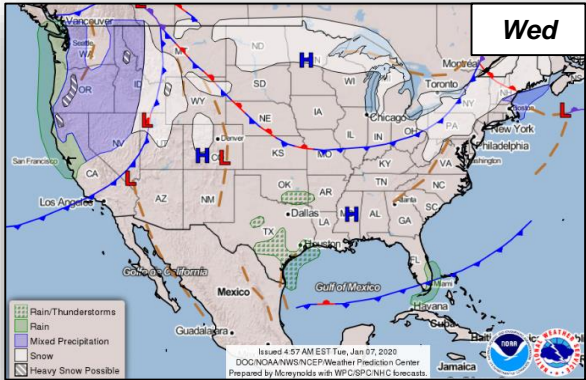 Wed
Vancouver
Seattle
WA
MT
ND
MN
Montréal
OR
ID
SD
WI
Toronto
NH
WY
Boston
IA
Chicago
NE
PA
New York
NV
UT
Denver
IL
IN
OH
Philadelphia
San Francisco
CO
KS
MO
Washington
CA
KY
VA
Los Angeles
AZ
NM
OK
AR
TN
NC
Atlanta
SC
Dallas
MS
AL
GA
TX
LA
Houston
FL
Golfo de California
Gulf of Mexico
Miami
Mexico
Havana
Cuba
Guadalajara
H
H
H
L
L
L
L
L
Rain/Thunderstorms
Rain
Mixed Precipitation
Snow
Heavy Snow Possible
Issued 4:57 AM EST Tue, Jan 07, 2020
DOC/NOAA/NWS/NCEP/Weather Prediction Center
Prepared by Mcreynolds with WPC/SPC/NHC forecasts.
NOAA